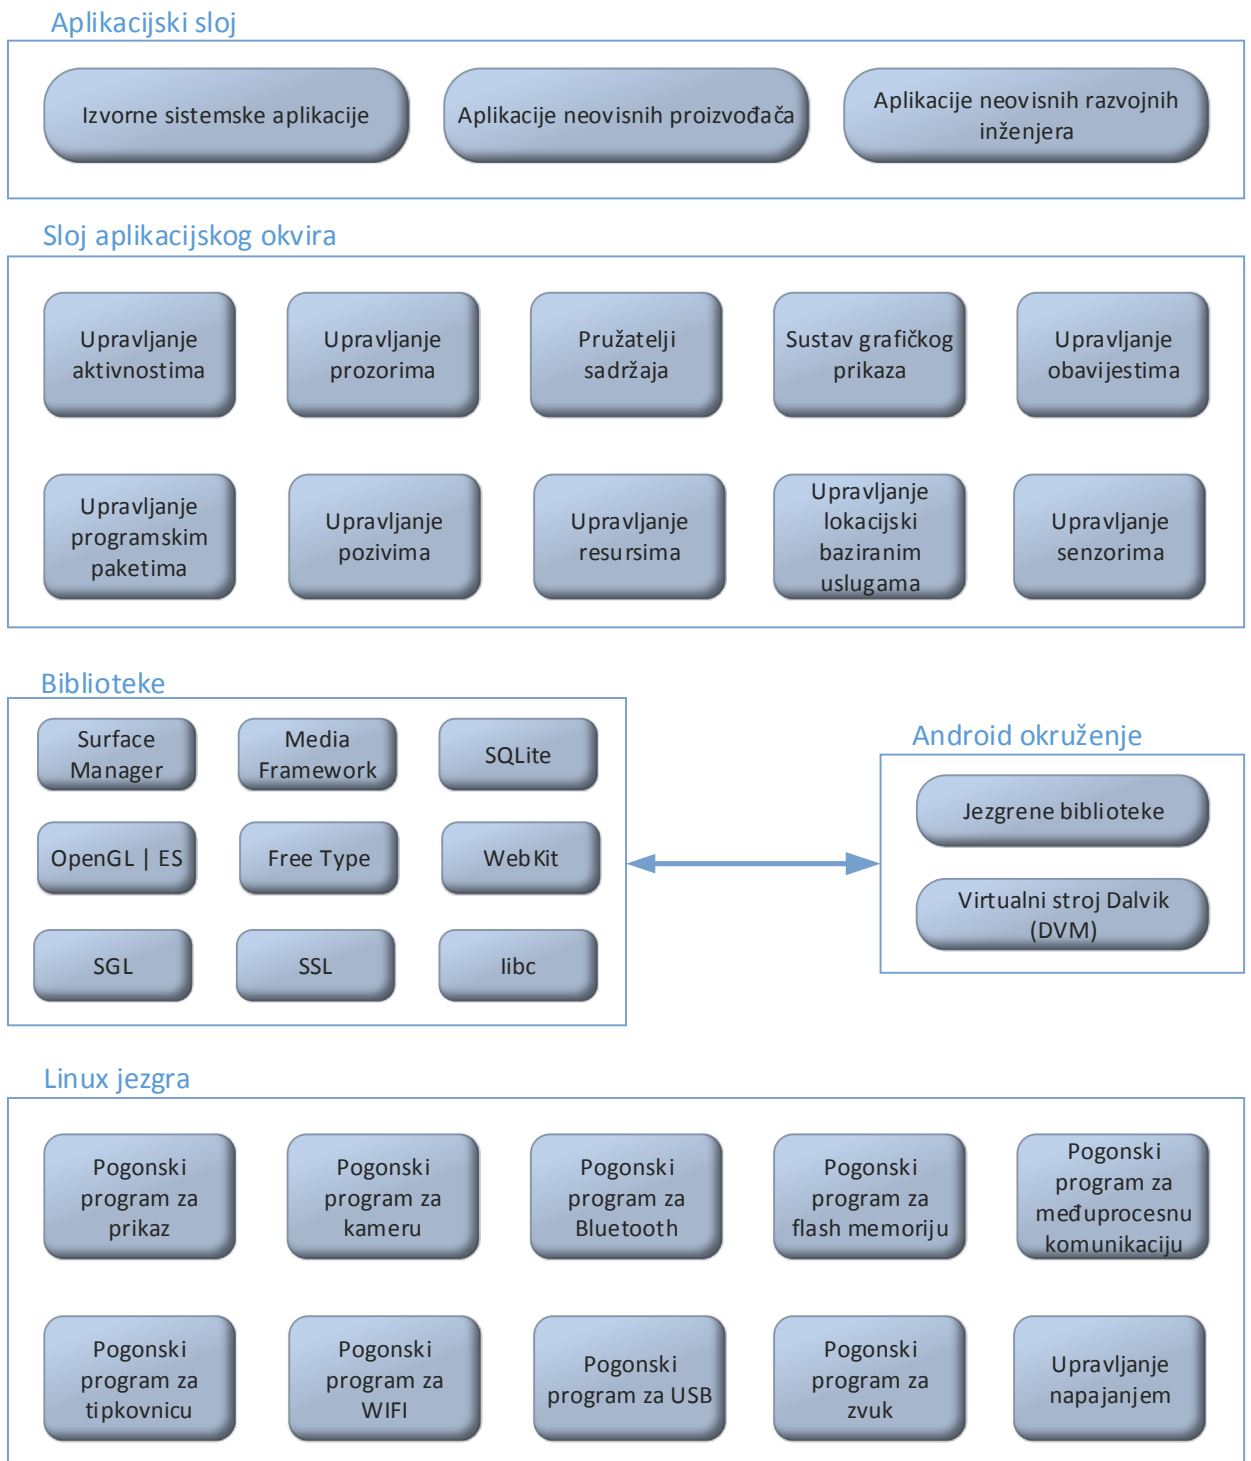 Aplikacijski sloj
Izvorne sistemske aplikacije
Aplikacije neovisnih proizvođača
Aplikacije neovisnih razvojnih
inženjera
Sloj aplikacijskog okvira
Upravljanje
aktivnostima
Upravljanje
prozorima
Pružatelji
sadržaja
Sustav grafičkog
prikaza
Upravljanje
obavijestima
Upravljanje
programskim
paketima
Upravljanje
pozivima
Upravljanje
resursima
Upravljanje
lokacijski
baziranim
uslugama
Upravljanje
senzorima
Biblioteke
Surface
Manager
Media
Framework
SQLite
OpenGL | ES
Free Type
WebKit
SGL
SSL
libc
Android okruženje
Jezgrene biblioteke
Virtualni stroj Dalvik
(DVM)
Linux jezgra
Pogonski
program za
prikaz
Pogonski
program za
kameru
Pogonski
program za
Bluetooth
Pogonski
program za
flash memoriju
Pogonski
program za
međuprocesnu
komunikaciju
Pogonski
program za
tipkovnicu
Pogonski
program za
WIFI
Pogonski
program za USB
Pogonski
program za
zvuk
Upravljanje
napajanjem